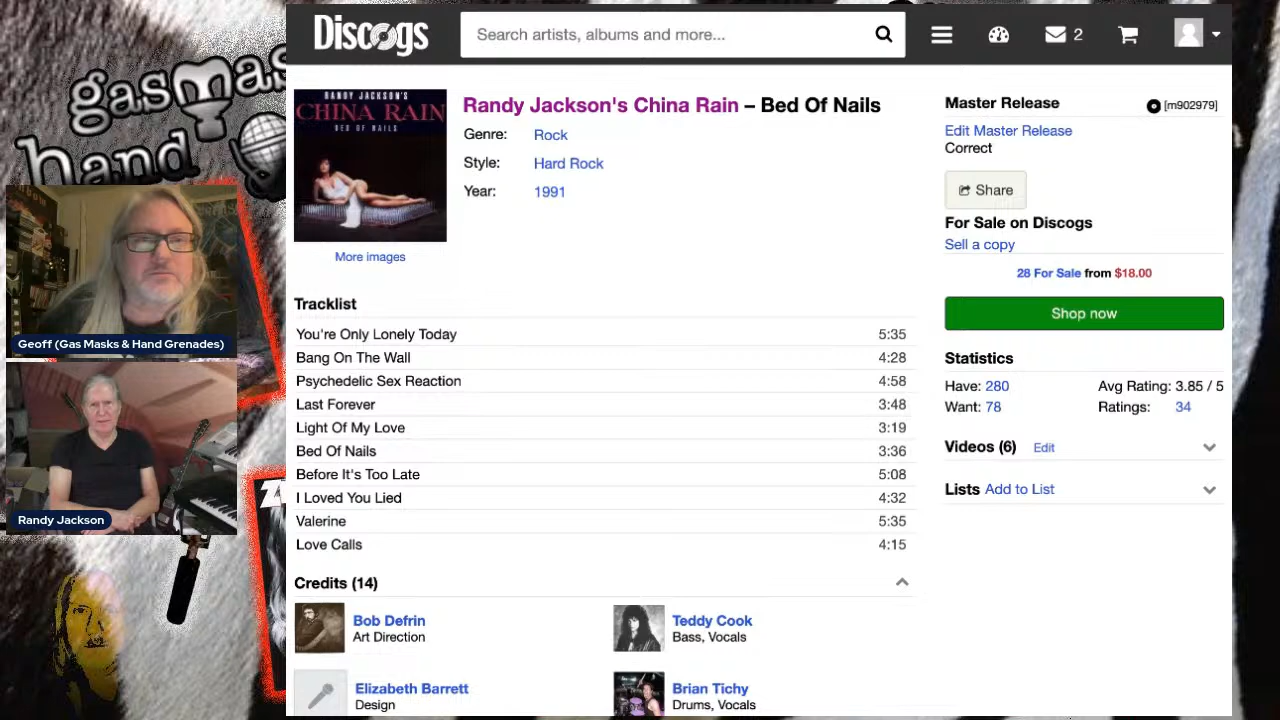 gasmas
hand
Geoff (Gas Masks & Hand Grenades)
Randy Jackson
Discogs
Search artists, albums and more...
2
RANDY JACKSON'S
CHINA RAIN
BED OF NAILS
More images
Randy Jackson's China Rain – Bed Of Nails
Genre: Rock
Style: Hard Rock
Year: 1991
Master Release
[m902979]
Edit Master Release
Correct
Share
For Sale on Discogs
Sell a copy
28 For Sale from $18.00
Shop now
Statistics
Have: 280
Avg Rating: 3.85 / 5
Want: 78
Ratings: 34
Videos (6) Edit
Lists Add to List
Tracklist
You're Only Lonely Today 5:35
Bang On The Wall 4:28
Psychedelic Sex Reaction 4:58
Last Forever 3:48
Light Of My Love 3:19
Bed Of Nails 3:36
Before It's Too Late 5:08
I Loved You Lied 4:32
Valerine 5:35
Love Calls 4:15
Credits (14)
Bob Defrin
Art Direction
Teddy Cook
Bass, Vocals
Elizabeth Barrett
Design
Brian Tichy
Drums, Vocals